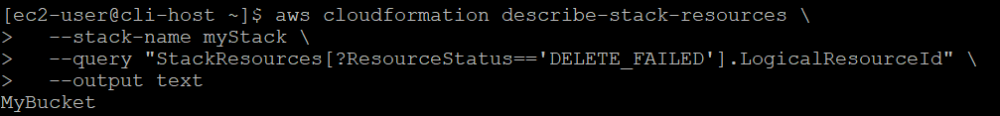 [ec2-user@cli-host ~]$ aws cloudformation describe-stack-resources \
>   --stack-name myStack \
>   --query "StackResources[?ResourceStatus=='DELETE_FAILED'].LogicalResourceId" \
>   --output text
MyBucket